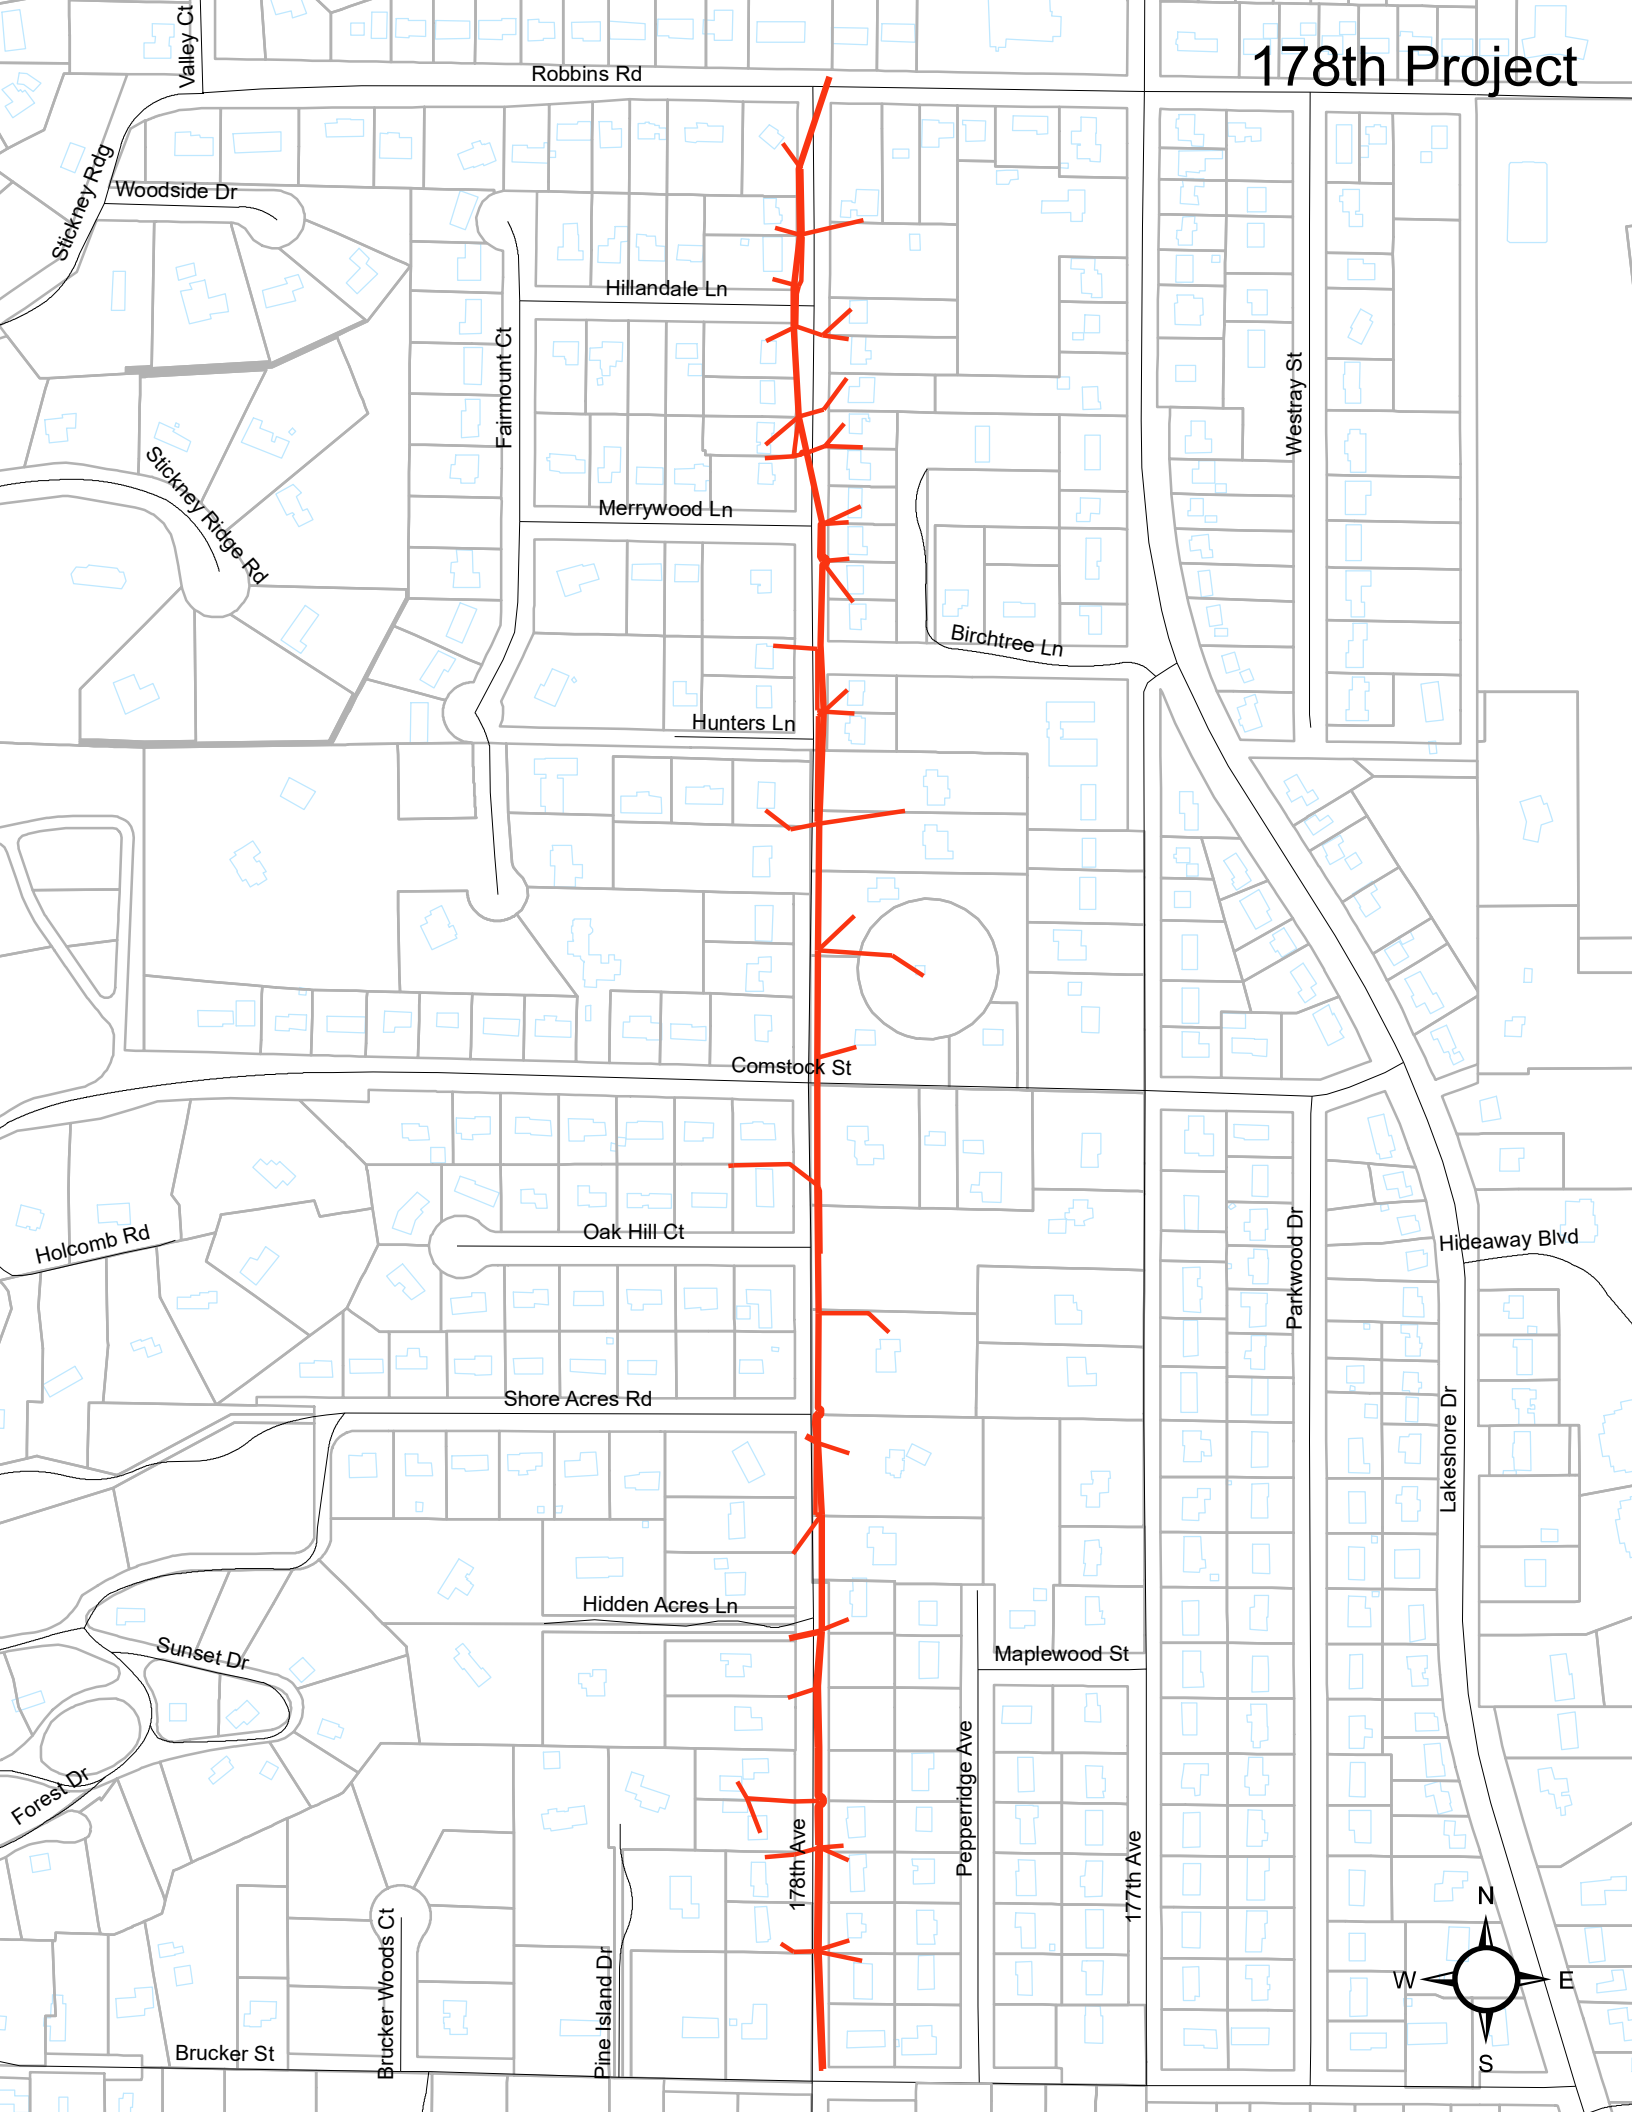 Valley Ct
178th Project
Robbins Rd
Stickney Rdg
Woodside Dr
Hillandale Ln
Fairmount Ct
Westray St
Stickney Ridge Rd
Merrywood Ln
Birchtree Ln
Hunters Ln
Comstock St
Oak Hill Ct
Holcomb Rd
Parkwood Dr
Hideaway Blvd
Shore Acres Rd
Lakeshore Dr
Hidden Acres Ln
Sunset Dr
Maplewood St
Forest Dr
Pepperridge Ave
178th Ave
177th Ave
N
W
E
S
Brucker Woods Ct
Pine Island Dr
Brucker St